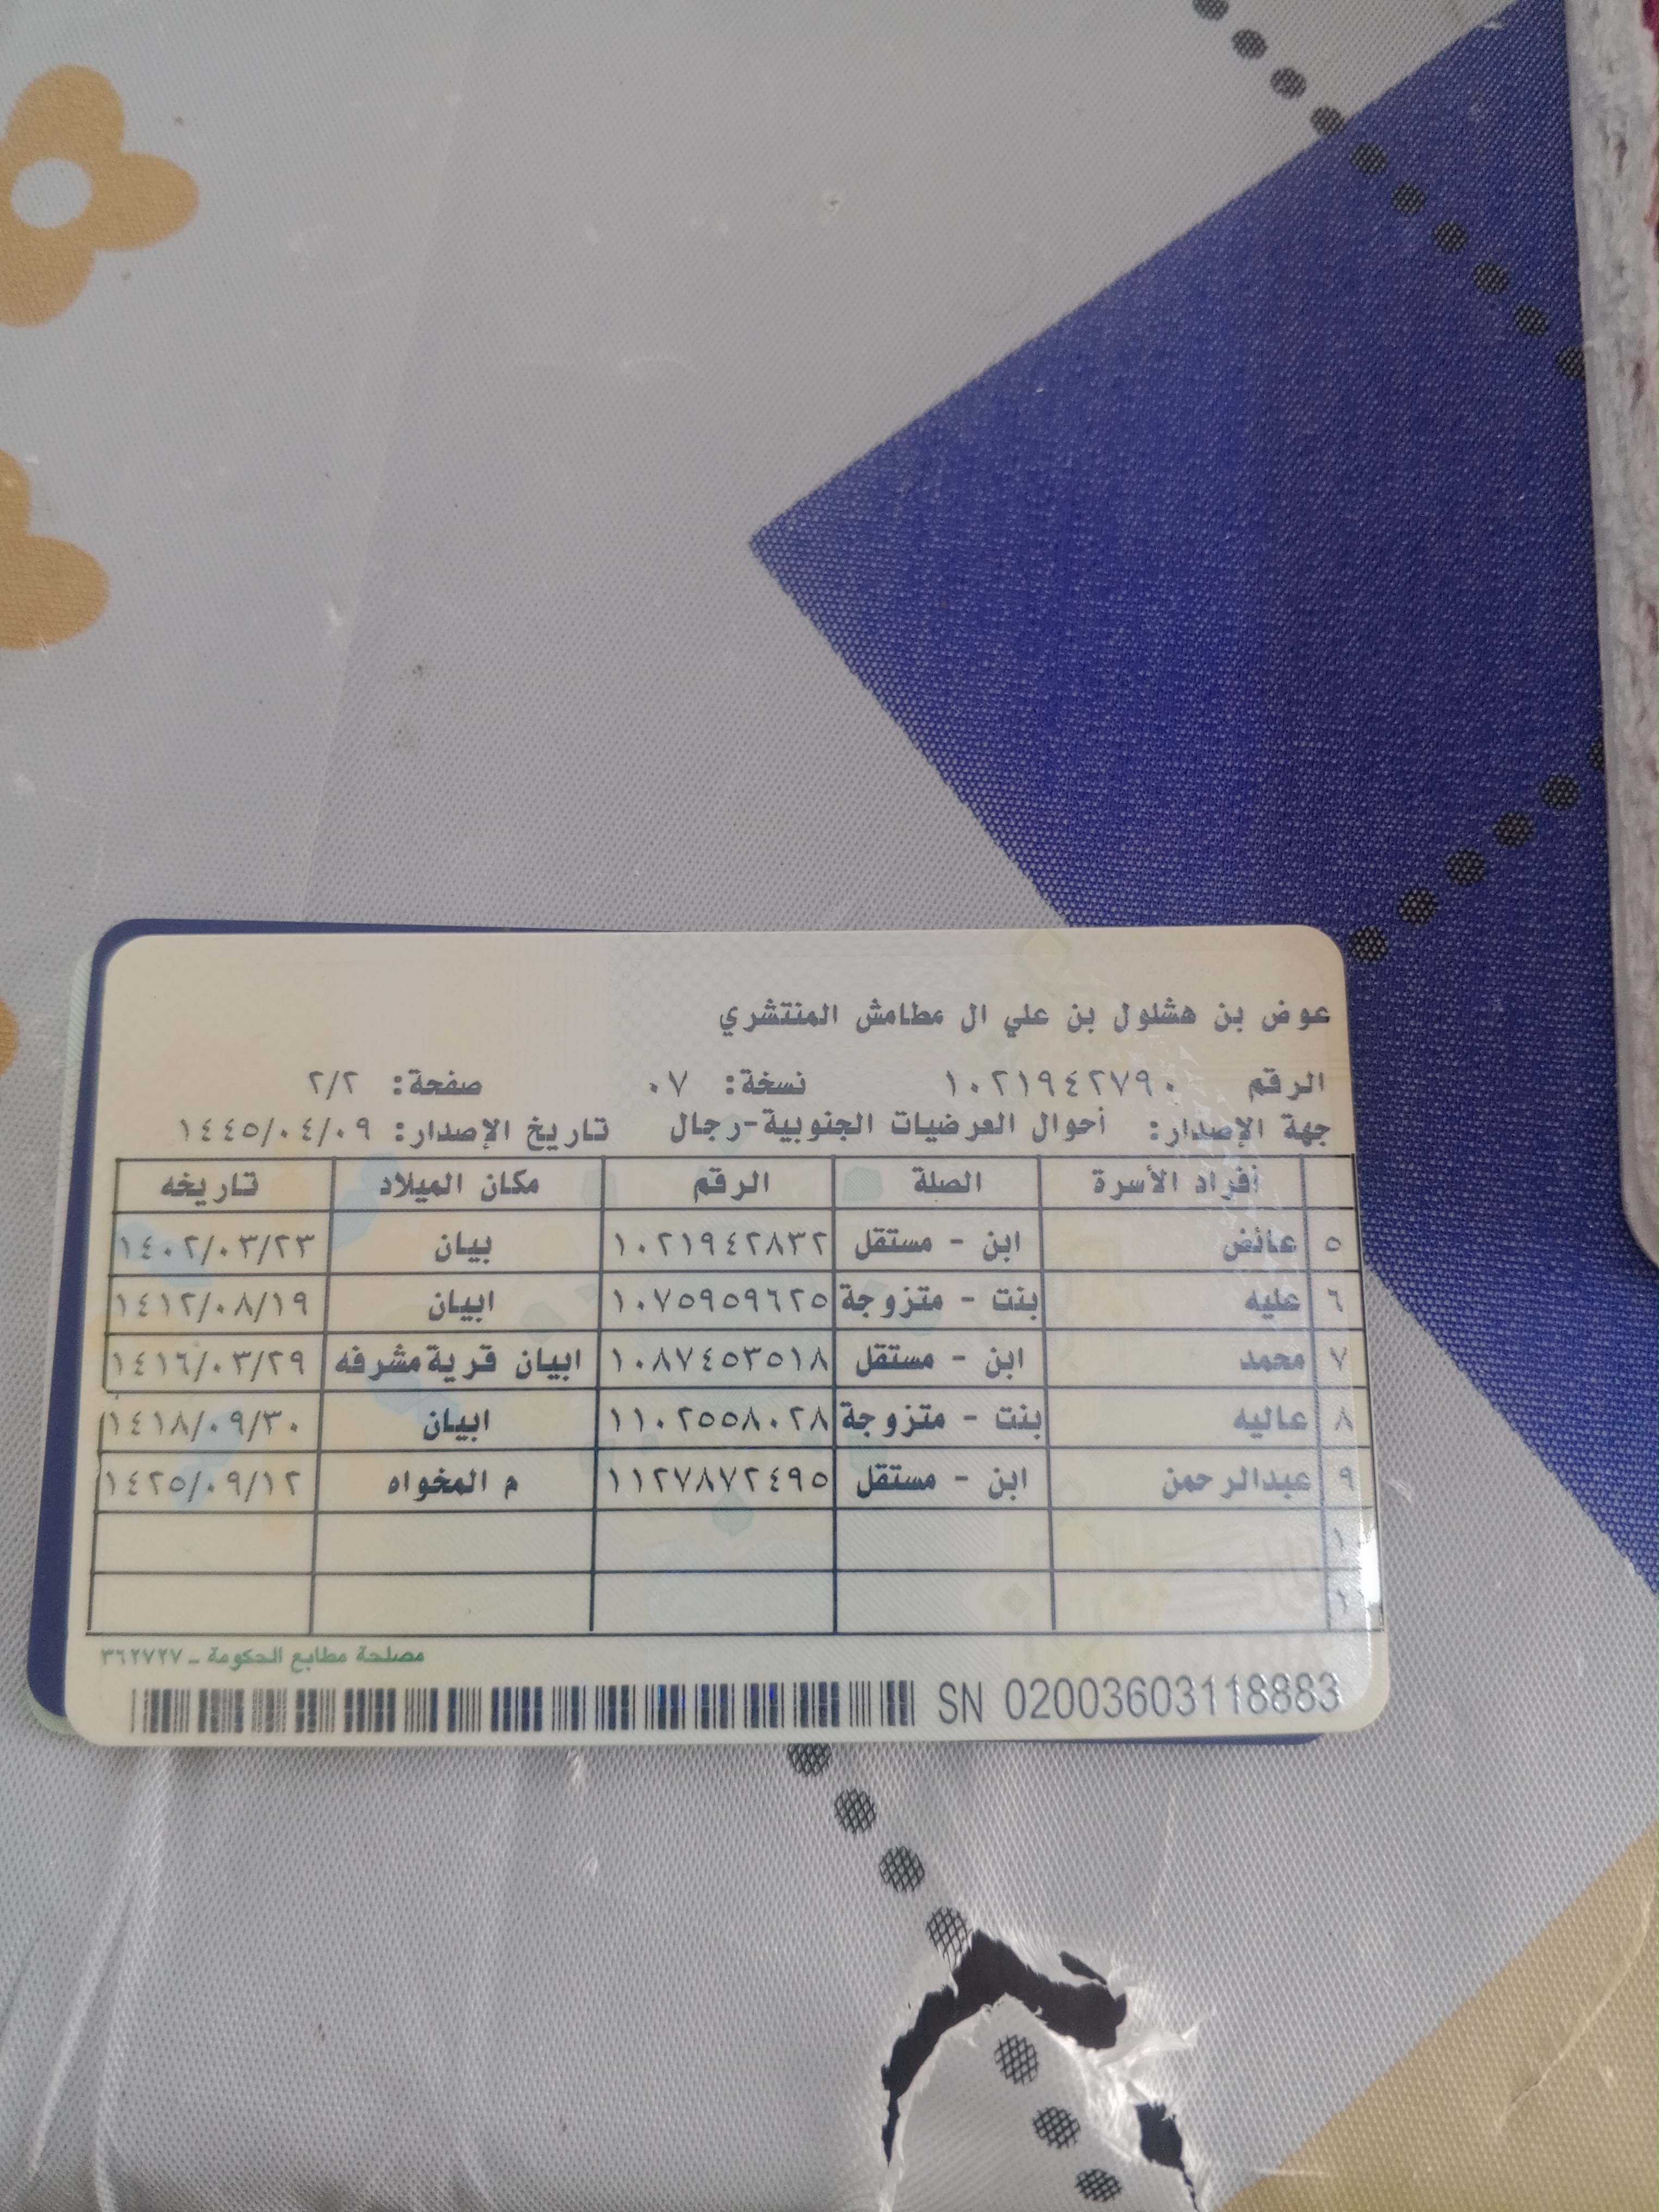 عوض بن هشلول بن علي ال مطامش المنتشري
الرقم ١٠٢١٩٤٢٧٩٠ نسخة: ٠٧ صفحة: ٢/٢
جهة الإصدار: أحوال العرضيات الجنوبية-رجال تاريخ الإصدار: ١٤٤٥/٠٤/٠٩
أفراد الأسرة الصلة الرقم مكان الميلاد تاريخه
٥ عائض ابن - مستقل ١٠٢١٩٤٢٨٣٢ بيان ١٤٠٢/٠٣/٢٣
٦ عليه بنت - متزوجة ١٠٧٥٩٥٩٦٢٥ ابيان ١٤١٢/٠٨/١٩
٧ محمد ابن - مستقل ١٠٨٧٤٥٣٥١٨ ابيان قرية مشرفه ١٤١٦/٠٣/٢٩
٨ عاليه بنت - متزوجة ١١٠٢٥٥٨٠٢٨ ابيان ١٤١٨/٠٩/٣٠
٩ عبدالرحمن ابن - مستقل ١١٢٧٨٧٢٤٩٥ م المخواه ١٤٢٥/٠٩/١٢
مصلحة مطابع الحكومة ـ ٣٦٢٧٢٧
SN 02003603118883